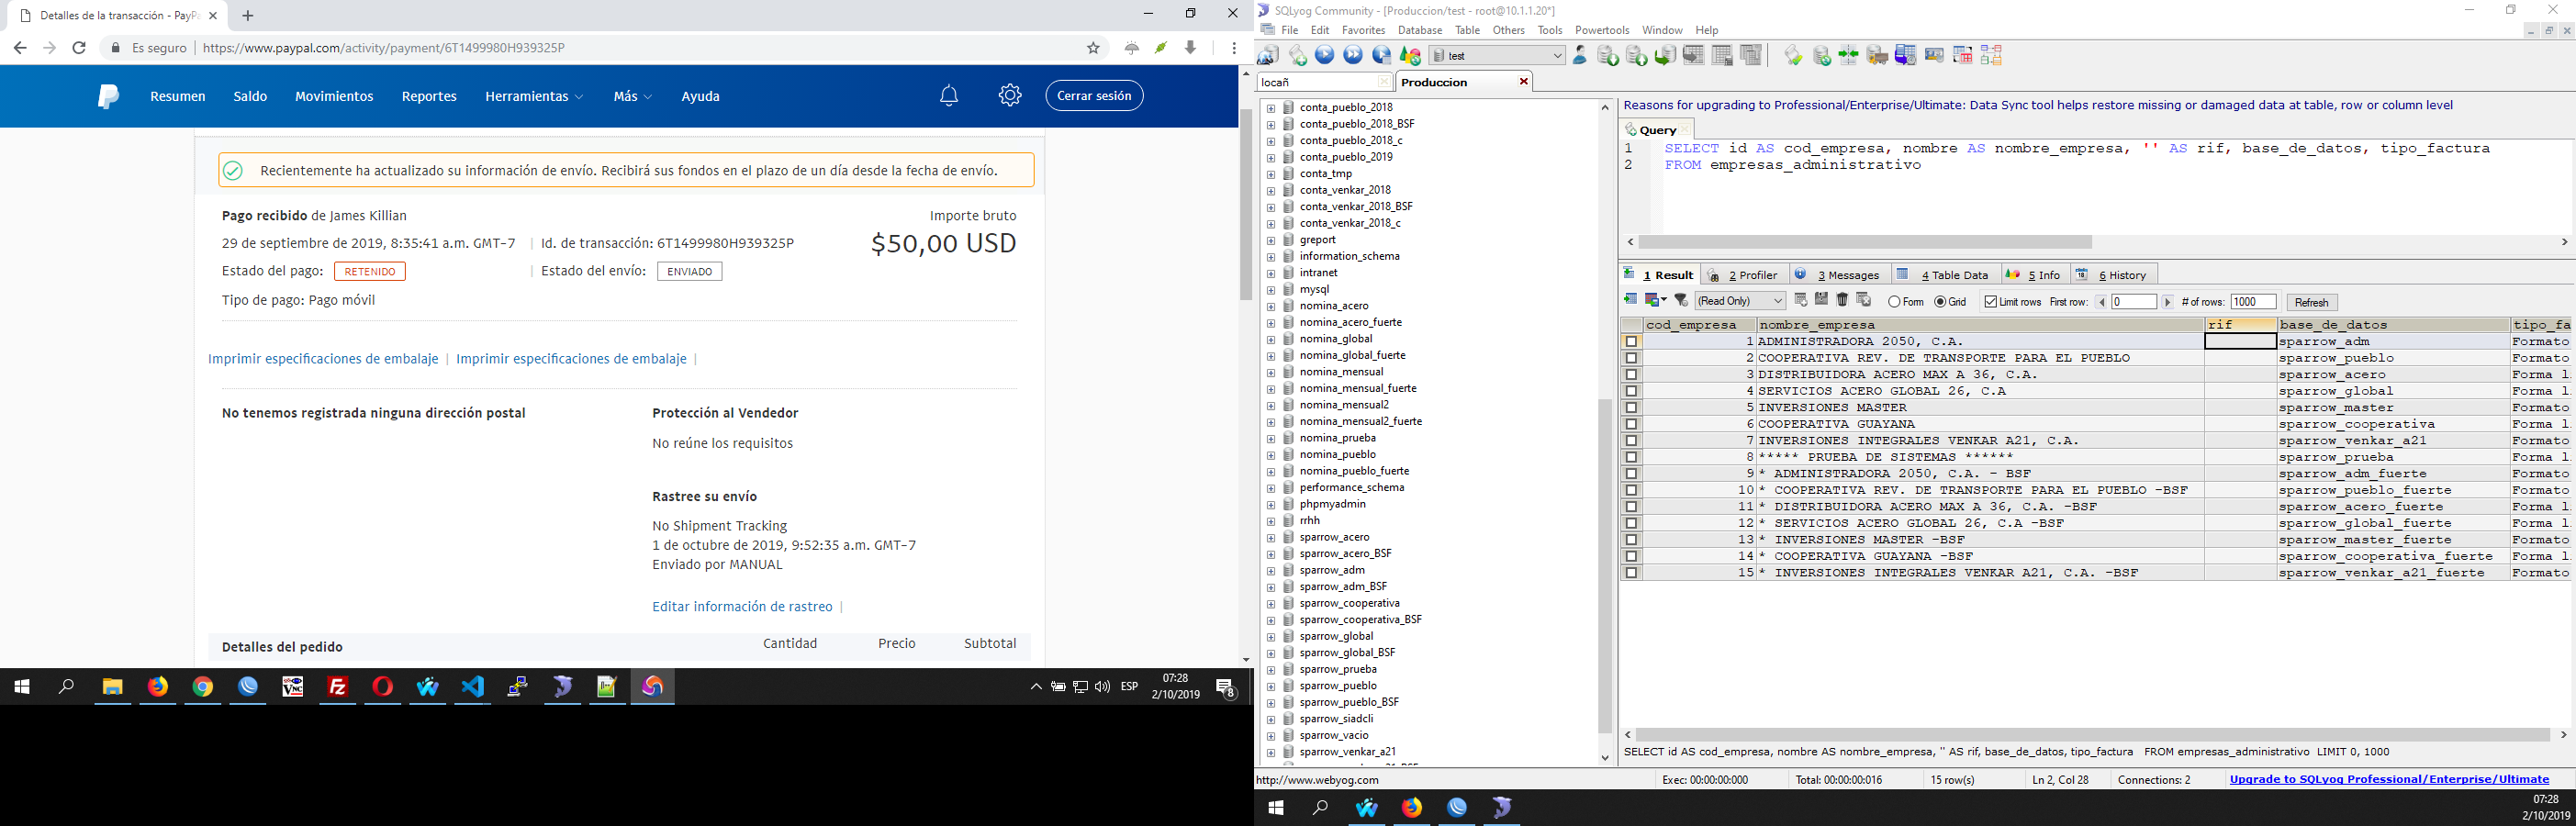 Detalles de la transacción - PayPa
Es seguro | https://www.paypal.com/activity/payment/6T1499980H939325P
Resumen Saldo Movimientos Reportes Herramientas Más Ayuda Cerrar sesión
Recientemente ha actualizado su información de envío. Recibirá sus fondos en el plazo de un día desde la fecha de envío.
Pago recibido de James Killian Importe bruto
29 de septiembre de 2019, 8:35:41 a.m. GMT-7 | Id. de transacción: 6T1499980H939325P $50,00 USD
Estado del pago: RETENIDO | Estado del envío: ENVIADO
Tipo de pago: Pago móvil
Imprimir especificaciones de embalaje | Imprimir especificaciones de embalaje |
No tenemos registrada ninguna dirección postal
Protección al Vendedor
No reúne los requisitos
Rastree su envío
No Shipment Tracking
1 de octubre de 2019, 9:52:35 a.m. GMT-7
Enviado por MANUAL
Editar información de rastreo |
Detalles del pedido Cantidad Precio Subtotal
ESP
07:28
2/10/2019
8
SQLyog Community - [Produccion/test - root@10.1.1.20*]
File Edit Favorites Database Table Others Tools Powertools Window Help
test
locañ Produccion
conta_pueblo_2018
conta_pueblo_2018_BSF
conta_pueblo_2018_c
conta_pueblo_2019
conta_tmp
conta_venkar_2018
conta_venkar_2018_BSF
conta_venkar_2018_c
greport
information_schema
intranet
mysql
nomina_acero
nomina_acero_fuerte
nomina_global
nomina_global_fuerte
nomina_mensual
nomina_mensual_fuerte
nomina_mensual2
nomina_mensual2_fuerte
nomina_prueba
nomina_pueblo
nomina_pueblo_fuerte
performance_schema
phpmyadmin
rrhh
sparrow_acero
sparrow_acero_BSF
sparrow_adm
sparrow_adm_BSF
sparrow_cooperativa
sparrow_cooperativa_BSF
sparrow_global
sparrow_global_BSF
sparrow_prueba
sparrow_pueblo
sparrow_pueblo_BSF
sparrow_siadcli
sparrow_vacio
sparrow_venkar_a21
Reasons for upgrading to Professional/Enterprise/Ultimate: Data Sync tool helps restore missing or damaged data at table, row or column level
Query
1 SELECT id AS cod_empresa, nombre AS nombre_empresa, '' AS rif, base_de_datos, tipo_factura
2 FROM empresas_administrativo
1 Result 2 Profiler 3 Messages 4 Table Data 5 Info 6 History
(Read Only) Form Grid Limit rows First row: 0 # of rows: 1000 Refresh
cod_empresa nombre_empresa rif base_de_datos tipo_fa
1 ADMINISTRADORA 2050, C.A. sparrow_adm Formato
2 COOPERATIVA REV. DE TRANSPORTE PARA EL PUEBLO sparrow_pueblo Formato
3 DISTRIBUIDORA ACERO MAX A 36, C.A. sparrow_acero Forma l
4 SERVICIOS ACERO GLOBAL 26, C.A sparrow_global Forma l
5 INVERSIONES MASTER sparrow_master Formato
6 COOPERATIVA GUAYANA sparrow_cooperativa Forma l
7 INVERSIONES INTEGRALES VENKAR A21, C.A. sparrow_venkar_a21 Formato
8 ***** PRUEBA DE SISTEMAS ****** sparrow_prueba Forma l
9 * ADMINISTRADORA 2050, C.A. - BSF sparrow_adm_fuerte Formato
10 * COOPERATIVA REV. DE TRANSPORTE PARA EL PUEBLO -BSF sparrow_pueblo_fuerte Formato
11 * DISTRIBUIDORA ACERO MAX A 36, C.A. -BSF sparrow_acero_fuerte Forma l
12 * SERVICIOS ACERO GLOBAL 26, C.A -BSF sparrow_global_fuerte Forma l
13 * INVERSIONES MASTER -BSF sparrow_master_fuerte Formato
14 * COOPERATIVA GUAYANA -BSF sparrow_cooperativa_fuerte Forma l
15 * INVERSIONES INTEGRALES VENKAR A21, C.A. -BSF sparrow_venkar_a21_fuerte Formato
SELECT id AS cod_empresa, nombre AS nombre_empresa, '' AS rif, base_de_datos, tipo_factura FROM empresas_administrativo LIMIT 0, 1000
http://www.webyog.com Exec: 00:00:00:000 Total: 00:00:00:016 15 row(s) Ln 2, Col 28 Connections: 2 Upgrade to SQLyog Professional/Enterprise/Ultimate
07:28
2/10/2019